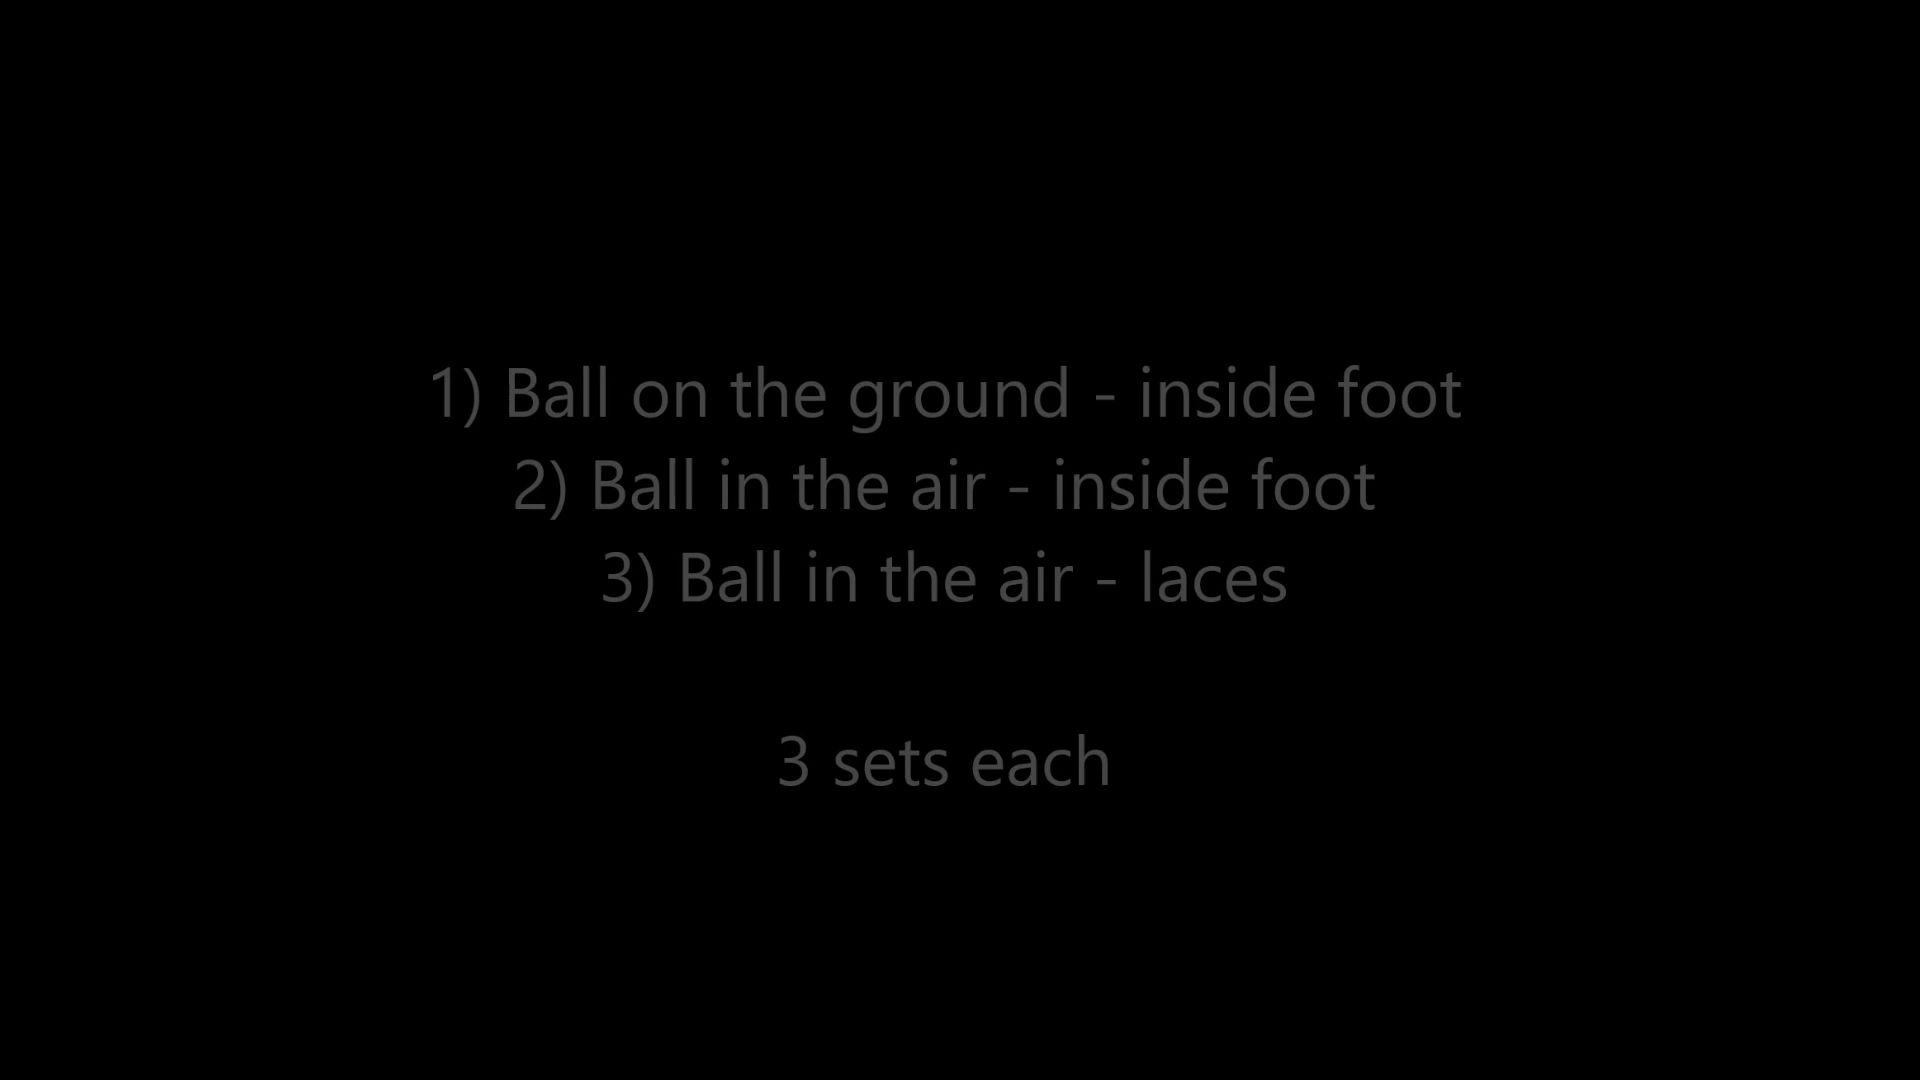 1) Ball on the ground - inside foot
2) Ball in the air - inside foot
3) Ball in the air - laces
3 sets each